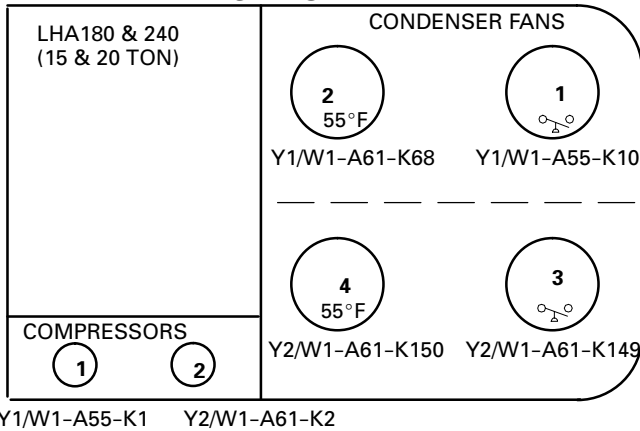 LHA180 & 240
(15 & 20 TON)
CONDENSER FANS
2
55°F
1
Y1/W1–A61–K68
Y1/W1–A55–K10
4
55°F
3
Y2/W1–A61–K150
Y2/W1–A61–K149
COMPRESSORS
1
2
Y1/W1–A55–K1
Y2/W1–A61–K2